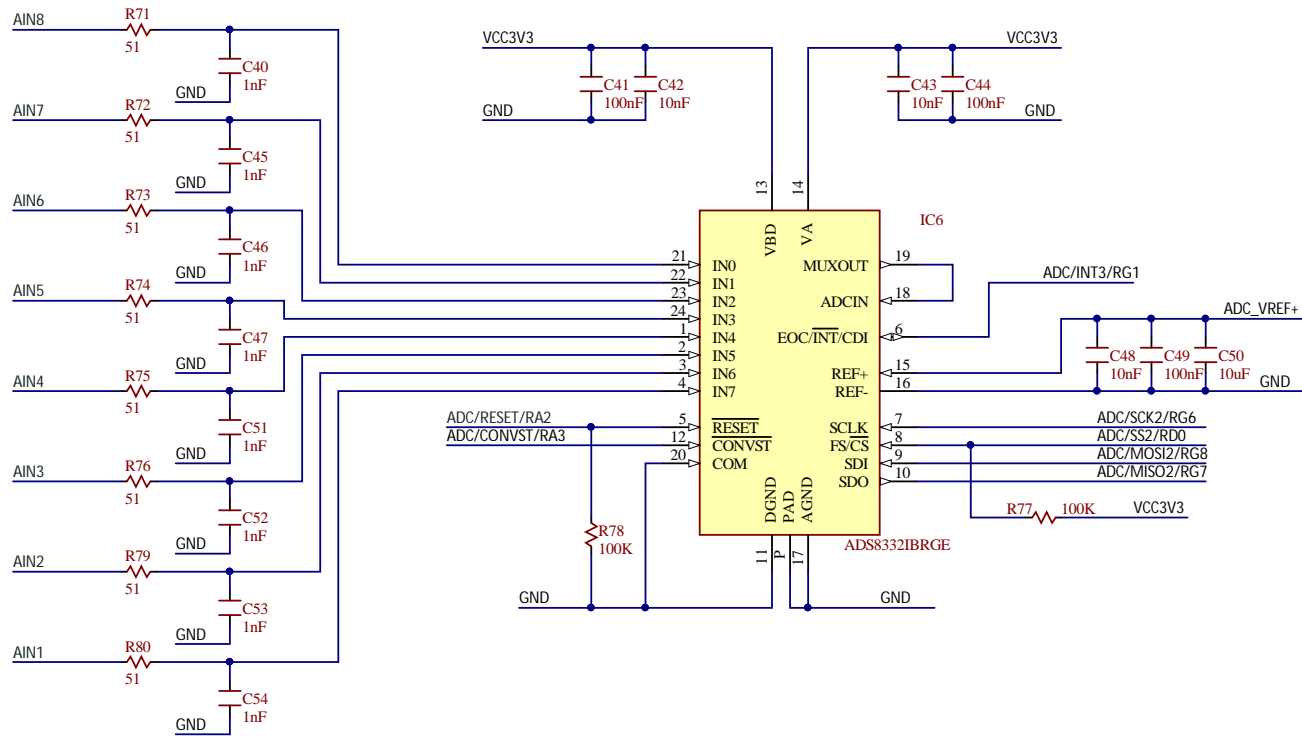 AIN8
R71
51
C40
1nF
GND
AIN7
R72
51
C45
1nF
GND
AIN6
R73
51
C46
1nF
GND
AIN5
R74
51
C47
1nF
GND
AIN4
R75
51
C51
1nF
GND
AIN3
R76
51
C52
1nF
GND
AIN2
R79
51
C53
1nF
GND
AIN1
R80
51
C54
1nF
GND
VCC3V3
C41
100nF
C42
10nF
GND
VCC3V3
C43
10nF
C44
100nF
GND
13
14
VBD
VA
IC6
21 IN0
22 IN1
23 IN2
24 IN3
1 IN4
2 IN5
3 IN6
4 IN7
ADC/RESET/RA2
5 RESET
ADC/CONVST/RA3
12 CONVST
20 COM
MUXOUT 19
ADCIN 18
EOC/INT/CDI 6
ADC/INT3/RG1
REF+ 15
REF- 16
ADC_VREF+
C48
10nF
C49
100nF
C50
10uF
GND
SCLK 7 ADC/SCK2/RG6
FS/CS 8 ADC/SS2/RD0
SDI 9 ADC/MOSI2/RG8
SDO 10 ADC/MISO2/RG7
R77 100K VCC3V3
DGND
PAD
AGND
11
P
17
ADS8332IBRGE
R78
100K
GND
GND